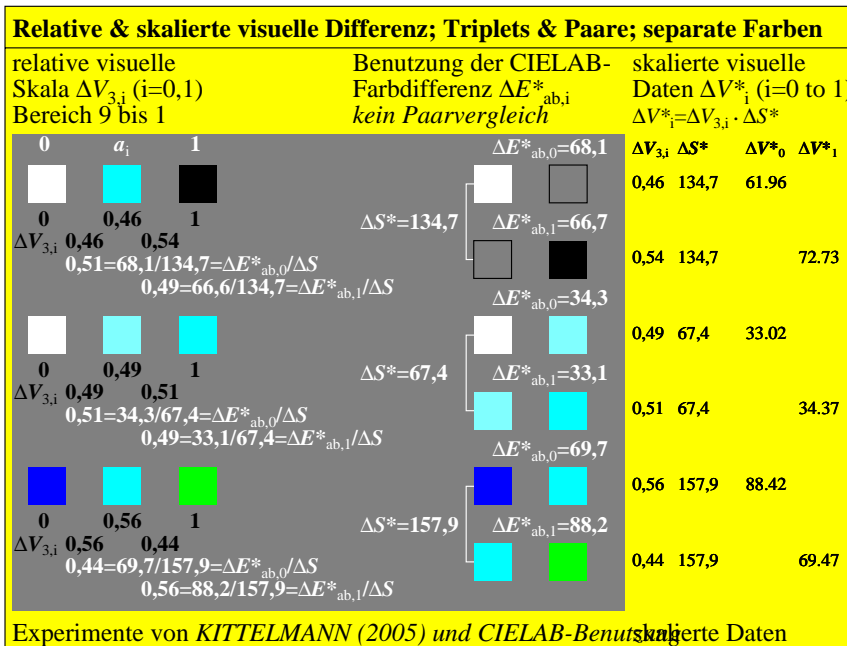 Relative & skalierte visuelle Differenz; Triplets & Paare; separate Farben
relative visuelle
Skala ΔV3,i (i=0,1)
Bereich 9 bis 1
Benutzung der CIELAB-
Farbdifferenz ΔE*ab,i
kein Paarvergleich
skalierte visuelle
Daten ΔV*i (i=0 to 1)
ΔV*i=ΔV3,i · ΔS*
0 ai 1
0 0,46 1
ΔV3,i 0,46 0,54
0,51=68,1/134,7=ΔE*ab,0/ΔS
0,49=66,6/134,7=ΔE*ab,1/ΔS
0 0,49 1
ΔV3,i 0,49 0,51
0,51=34,3/67,4=ΔE*ab,0/ΔS
0,49=33,1/67,4=ΔE*ab,1/ΔS
0 0,56 1
ΔV3,i 0,56 0,44
0,44=69,7/157,9=ΔE*ab,0/ΔS
0,56=88,2/157,9=ΔE*ab,1/ΔS
ΔE*ab,0=68,1
ΔS*=134,7 ΔE*ab,1=66,7
ΔE*ab,0=34,3
ΔS*=67,4 ΔE*ab,1=33,1
ΔE*ab,0=69,7
ΔS*=157,9 ΔE*ab,1=88,2
ΔV3,i ΔS* ΔV*0 ΔV*1
0,46 134,7 61.96
0,54 134,7 72.73
0,49 67,4 33.02
0,51 67,4 34.37
0,56 157,9 88.42
0,44 157,9 69.47
Experimente von KITTELMANN (2005) und CIELAB-Benutzung
skalierte Daten